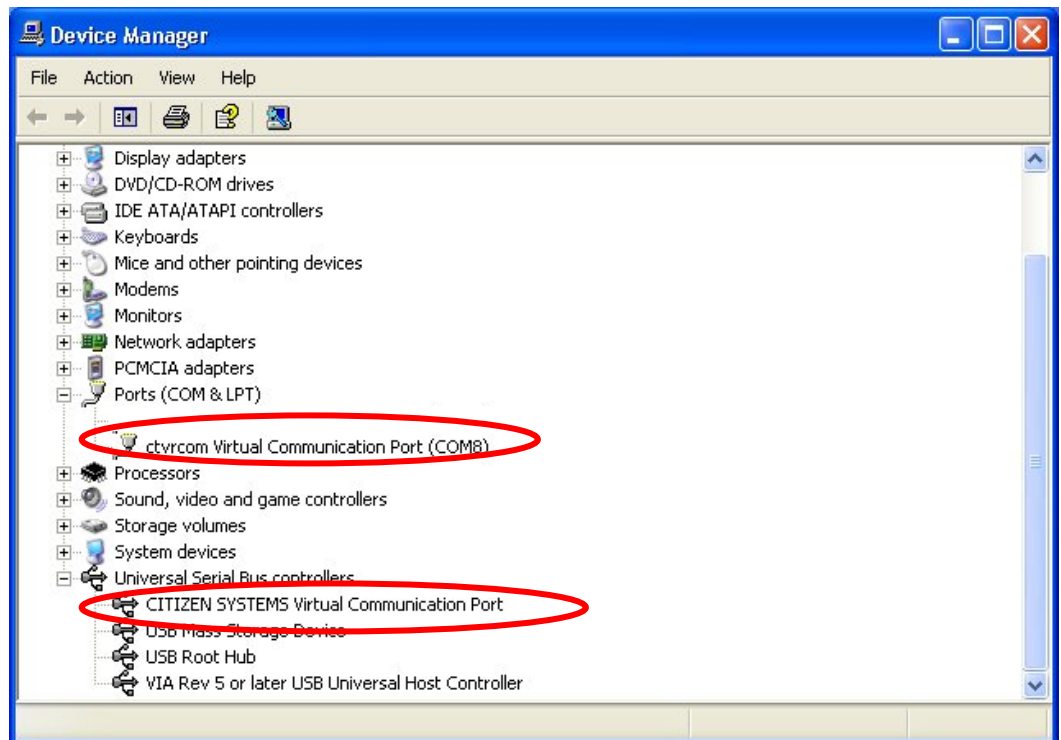 Device Manager
File Action View Help
Display adapters
DVD/CD-ROM drives
IDE ATA/ATAPI controllers
Keyboards
Mice and other pointing devices
Modems
Monitors
Network adapters
PCMCIA adapters
Ports (COM & LPT)
ctvrcom Virtual Communication Port (COM8)
Processors
Sound, video and game controllers
Storage volumes
System devices
Universal Serial Bus controllers
CITIZEN SYSTEMS Virtual Communication Port
USB Mass Storage Device
USB Root Hub
VIA Rev 5 or later USB Universal Host Controller